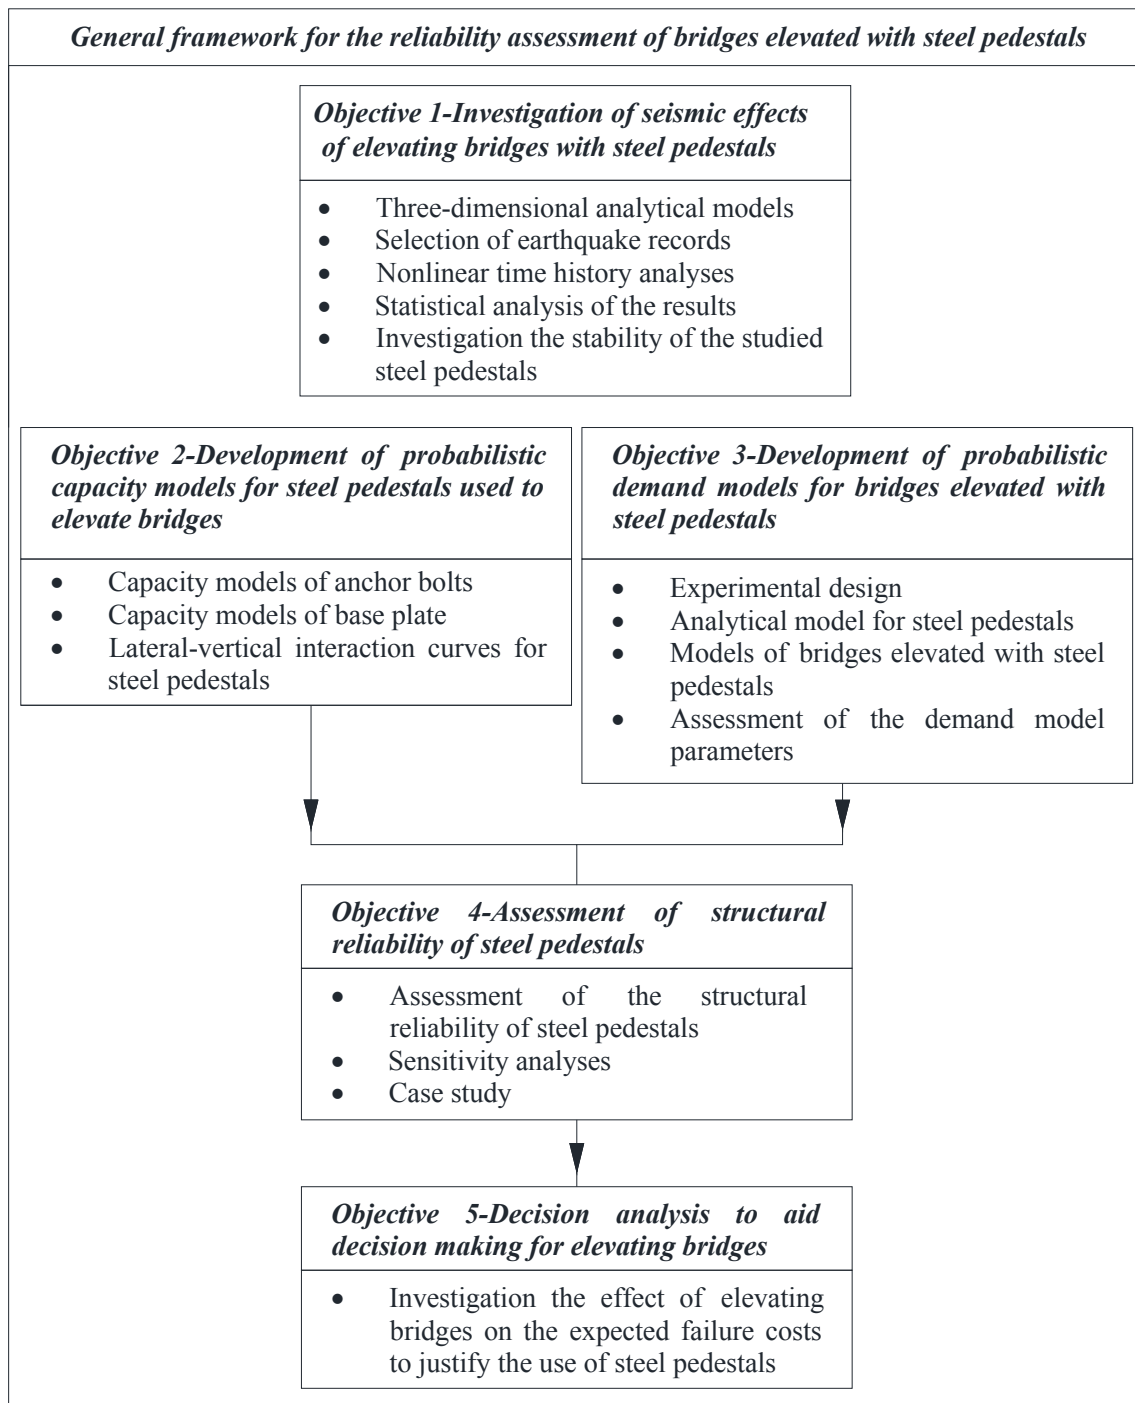 General framework for the reliability assessment of bridges elevated with steel pedestals
Objective 1-Investigation of seismic effects
of elevating bridges with steel pedestals
• Three-dimensional analytical models
• Selection of earthquake records
• Nonlinear time history analyses
• Statistical analysis of the results
• Investigation the stability of the studied
steel pedestals
Objective 2-Development of probabilistic
capacity models for steel pedestals used to
elevate bridges
• Capacity models of anchor bolts
• Capacity models of base plate
• Lateral-vertical interaction curves for
steel pedestals
Objective 3-Development of probabilistic
demand models for bridges elevated with
steel pedestals
• Experimental design
• Analytical model for steel pedestals
• Models of bridges elevated with steel
pedestals
• Assessment of the demand model
parameters
Objective 4-Assessment of structural
reliability of steel pedestals
• Assessment of the structural
reliability of steel pedestals
• Sensitivity analyses
• Case study
Objective 5-Decision analysis to aid
decision making for elevating bridges
• Investigation the effect of elevating
bridges on the expected failure costs
to justify the use of steel pedestals